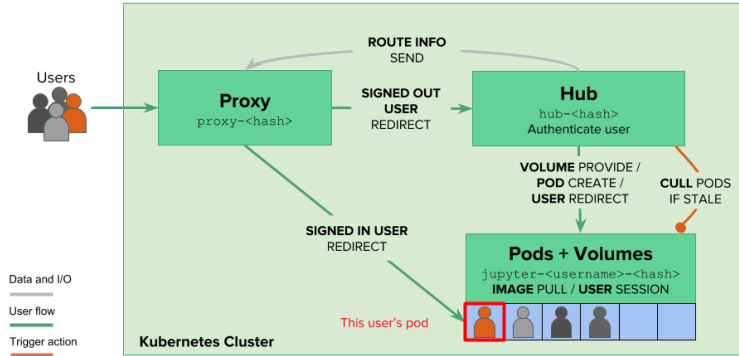 ROUTE INFO
SEND
Users
Proxy
proxy-<hash>
SIGNED OUT
USER
REDIRECT
Hub
hub-<hash>
Authenticate user
VOLUME PROVIDE /
POD CREATE /
USER REDIRECT
CULL PODS
IF STALE
SIGNED IN USER
REDIRECT
Pods + Volumes
jupyter-<username>-<hash>
IMAGE PULL / USER SESSION
This user's pod
Data and I/O
User flow
Trigger action
Kubernetes Cluster